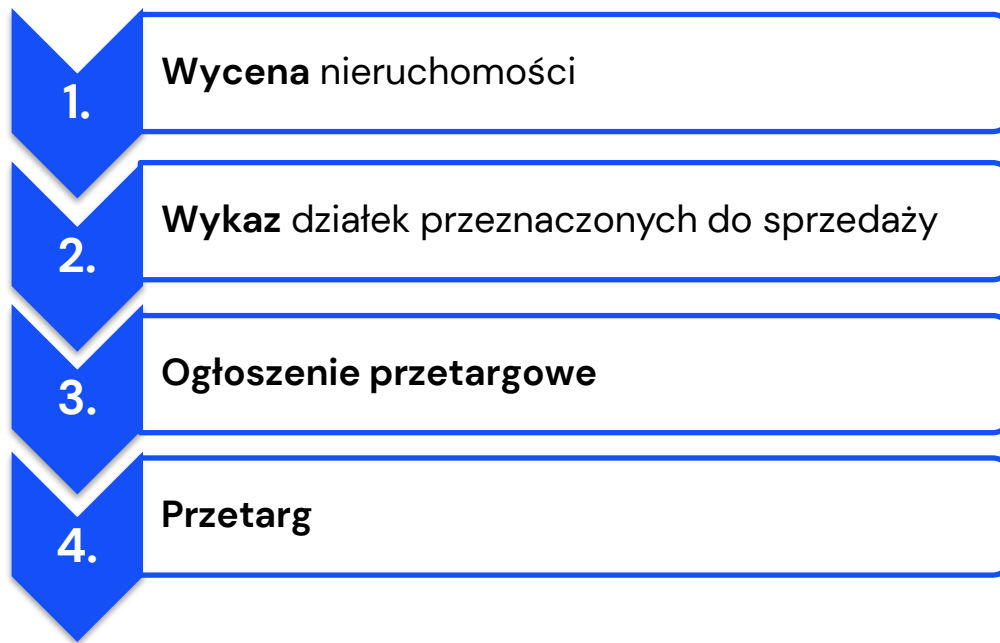 1.
Wycena nieruchomości
2.
Wykaz działek przeznaczonych do sprzedaży
3.
Ogłoszenie przetargowe
4.
Przetarg